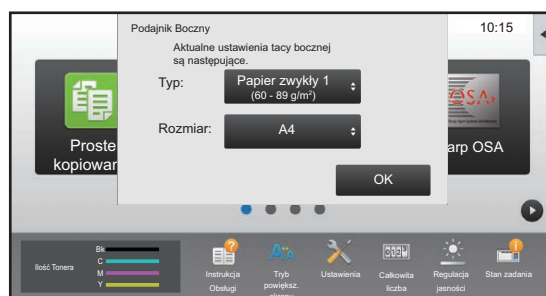 Podajnik Boczny
10:15
Aktualne ustawienia tacy bocznej
są następujące.
Typ:
Papier zwykły 1
(60 - 89 g/m²)
Rozmiar:
A4
OK
Proste
kopiowan
OSA
arp OSA
Ilość Tonera
Bk
C
M
Y
Instrukcja
Obsługi
Tryb
powiększ.
ekranu
Ustawienia
Całkowita
liczba
Regulacja
jasności
Stan zadania